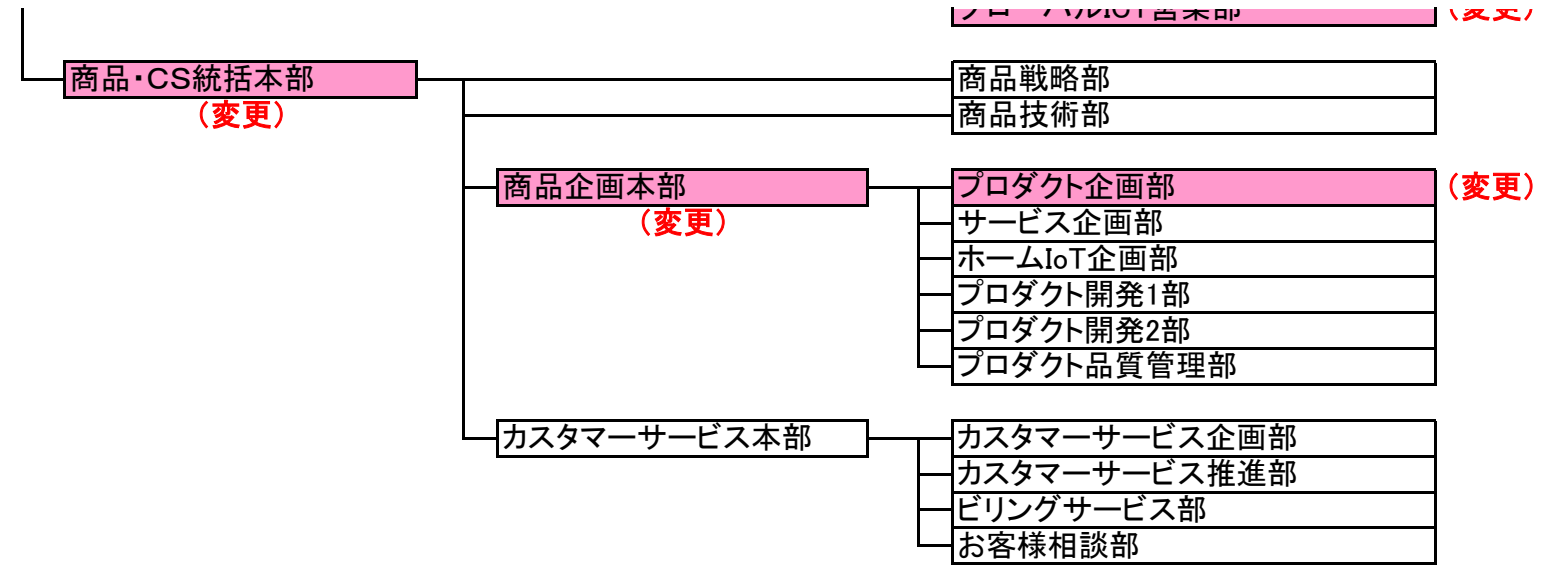 (変更)
商品・CS統括本部
(変更)
商品戦略部
商品技術部
商品企画本部
(変更)
プロダクト企画部
(変更)
サービス企画部
ホームIoT企画部
プロダクト開発1部
プロダクト開発2部
プロダクト品質管理部
カスタマーサービス本部
カスタマーサービス企画部
カスタマーサービス推進部
ビリングサービス部
お客様相談部